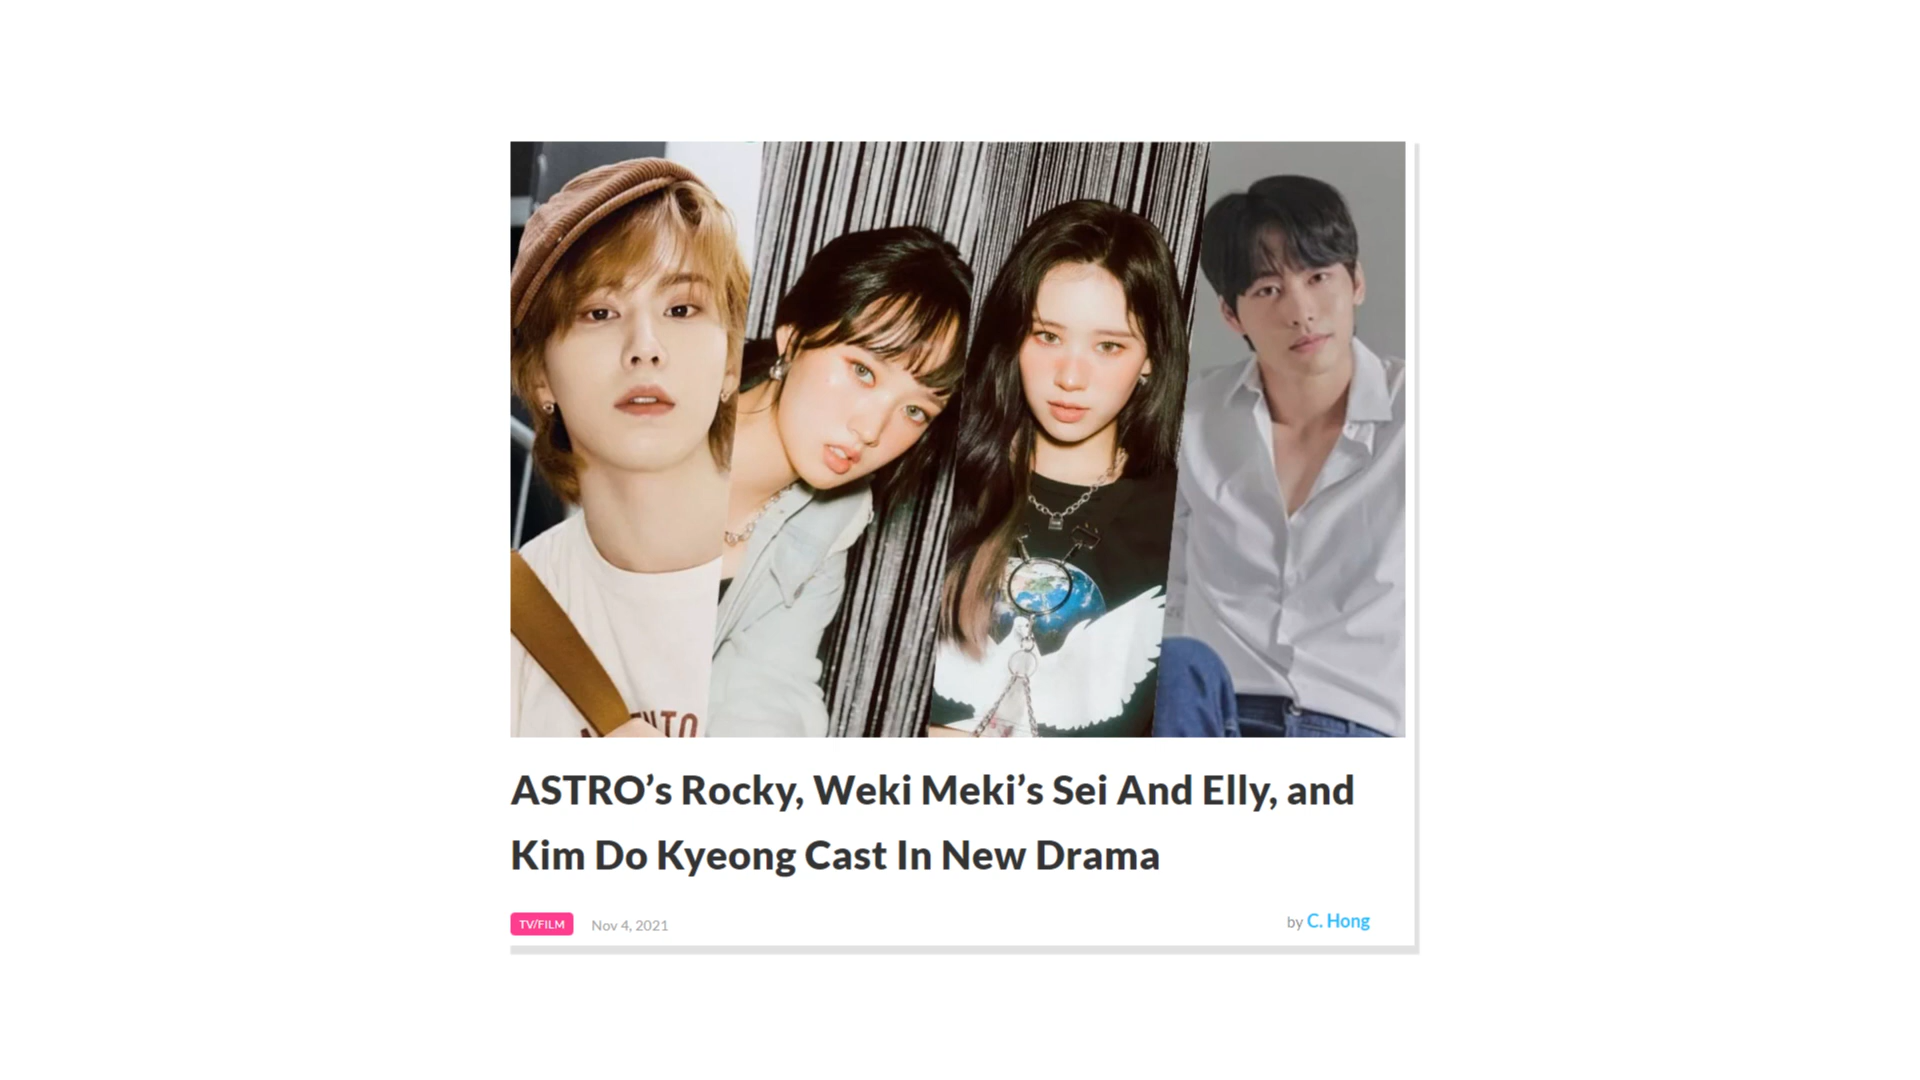 ASTRO’s Rocky, Weki Meki’s Sei And Elly, and
Kim Do Kyeong Cast In New Drama
TV/FILM Nov 4, 2021
by C. Hong